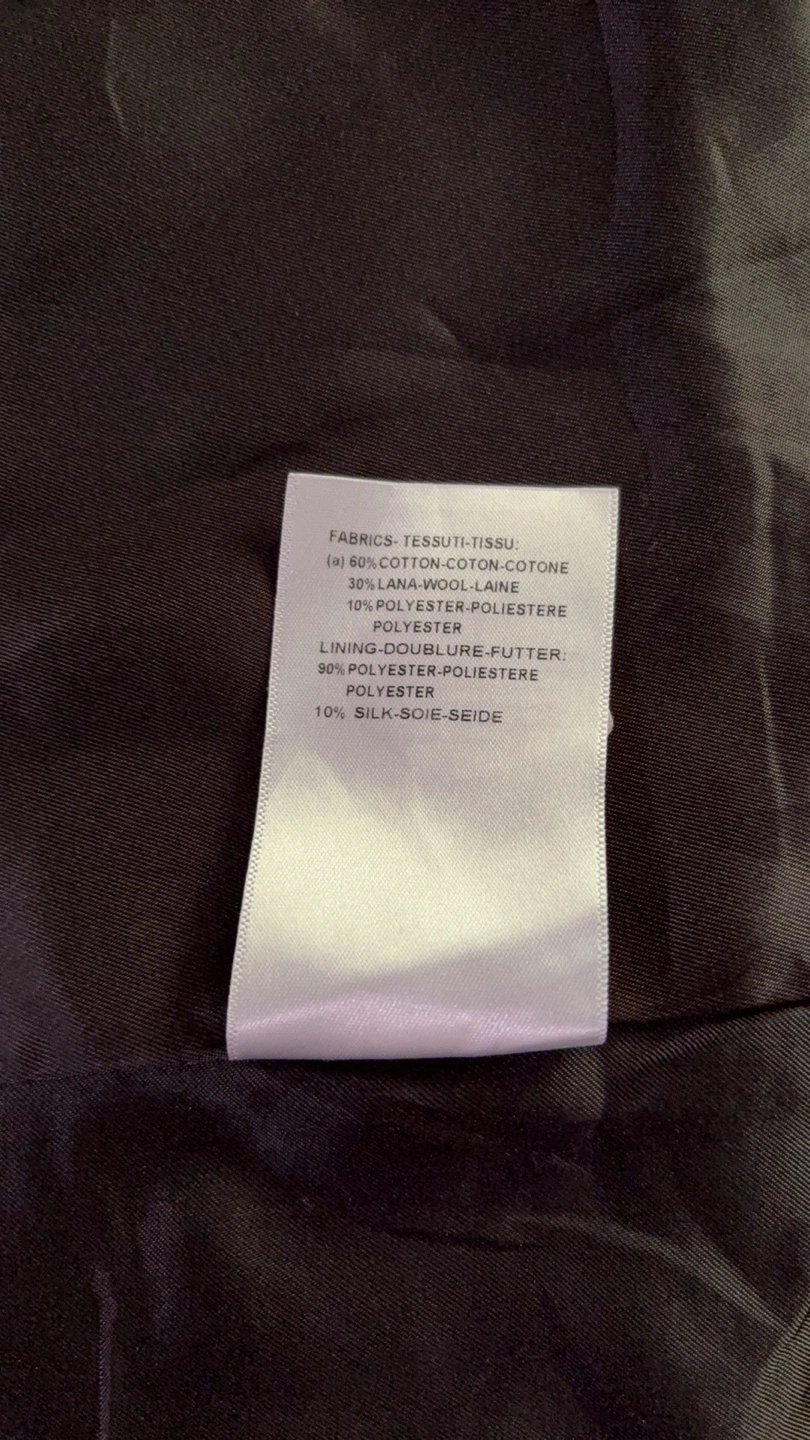 FABRICS- TESSUTI-TISSU:
(a) 60%COTTON-COTON-COTONE
30%LANA-WOOL-LAINE
10%POLYESTER-POLIESTERE
POLYESTER
LINING-DOUBLURE-FUTTER:
90%POLYESTER-POLIESTERE
POLYESTER
10% SILK-SOIE-SEIDE